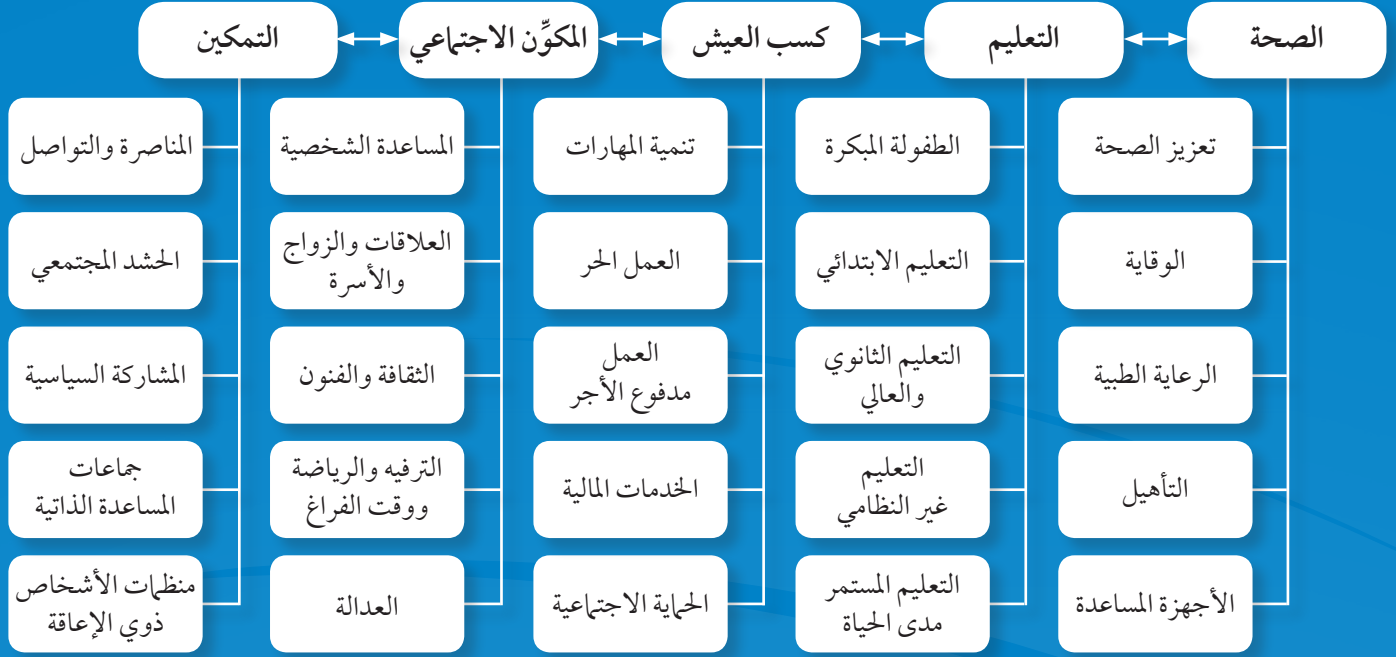 الصحة
التعليم
كسب العيش
المكوِّن الاجتماعي
التمكين
تعزيز الصحة
الوقاية
الرعاية الطبية
التأهيل
الأجهزة المساعدة
الطفولة المبكرة
التعليم الابتدائي
التعليم الثانوي
والعالي
التعليم
غير النظامي
التعليم المستمر
مدى الحياة
تنمية المهارات
العمل الحر
العمل
مدفوع الأجر
الخدمات المالية
الحماية الاجتماعية
المساعدة الشخصية
العلاقات والزواج
والأسرة
الثقافة والفنون
الترفيه والرياضة
ووقت الفراغ
العدالة
المناصرة والتواصل
الحشد المجتمعي
المشاركة السياسية
جماعات
المساعدة الذاتية
منظمات الأشخاص
ذوي الإعاقة